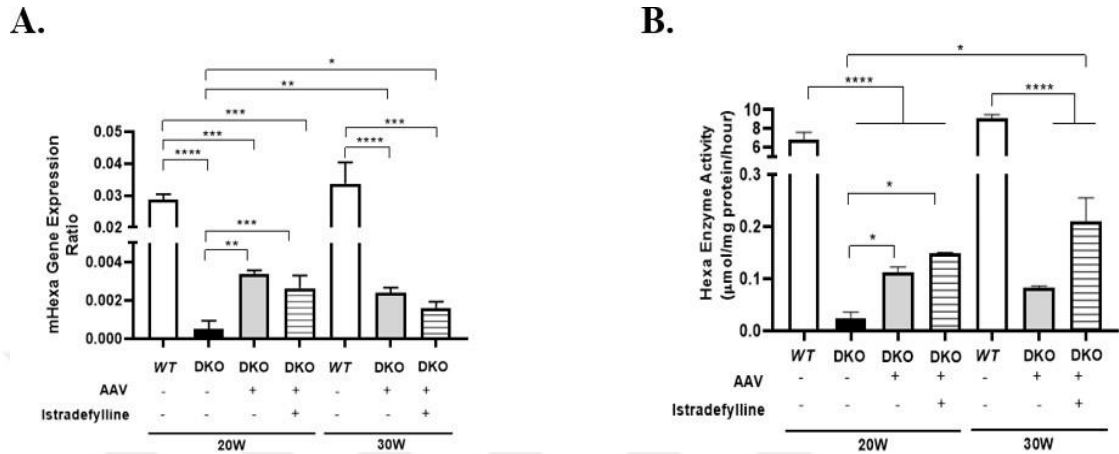 A.
*
**
***
***
***
****
****
***
**
mHexa Gene Expression
Ratio
0.05
0.04
0.03
0.02
0.004
0.002
0.000
WT DKO DKO DKO WT DKO DKO
AAV - - + + - + +
Istradefylline - - - + - - +
20W 30W
B.
*
**** ****
*
*
Hexa Enzyme Activity
(µmol/mg protein/hour)
10
8
6
0.3
0.2
0.1
0.0
WT DKO DKO DKO WT DKO DKO
AAV - - + + - + +
Istradefylline - - - + - - +
20W 30W